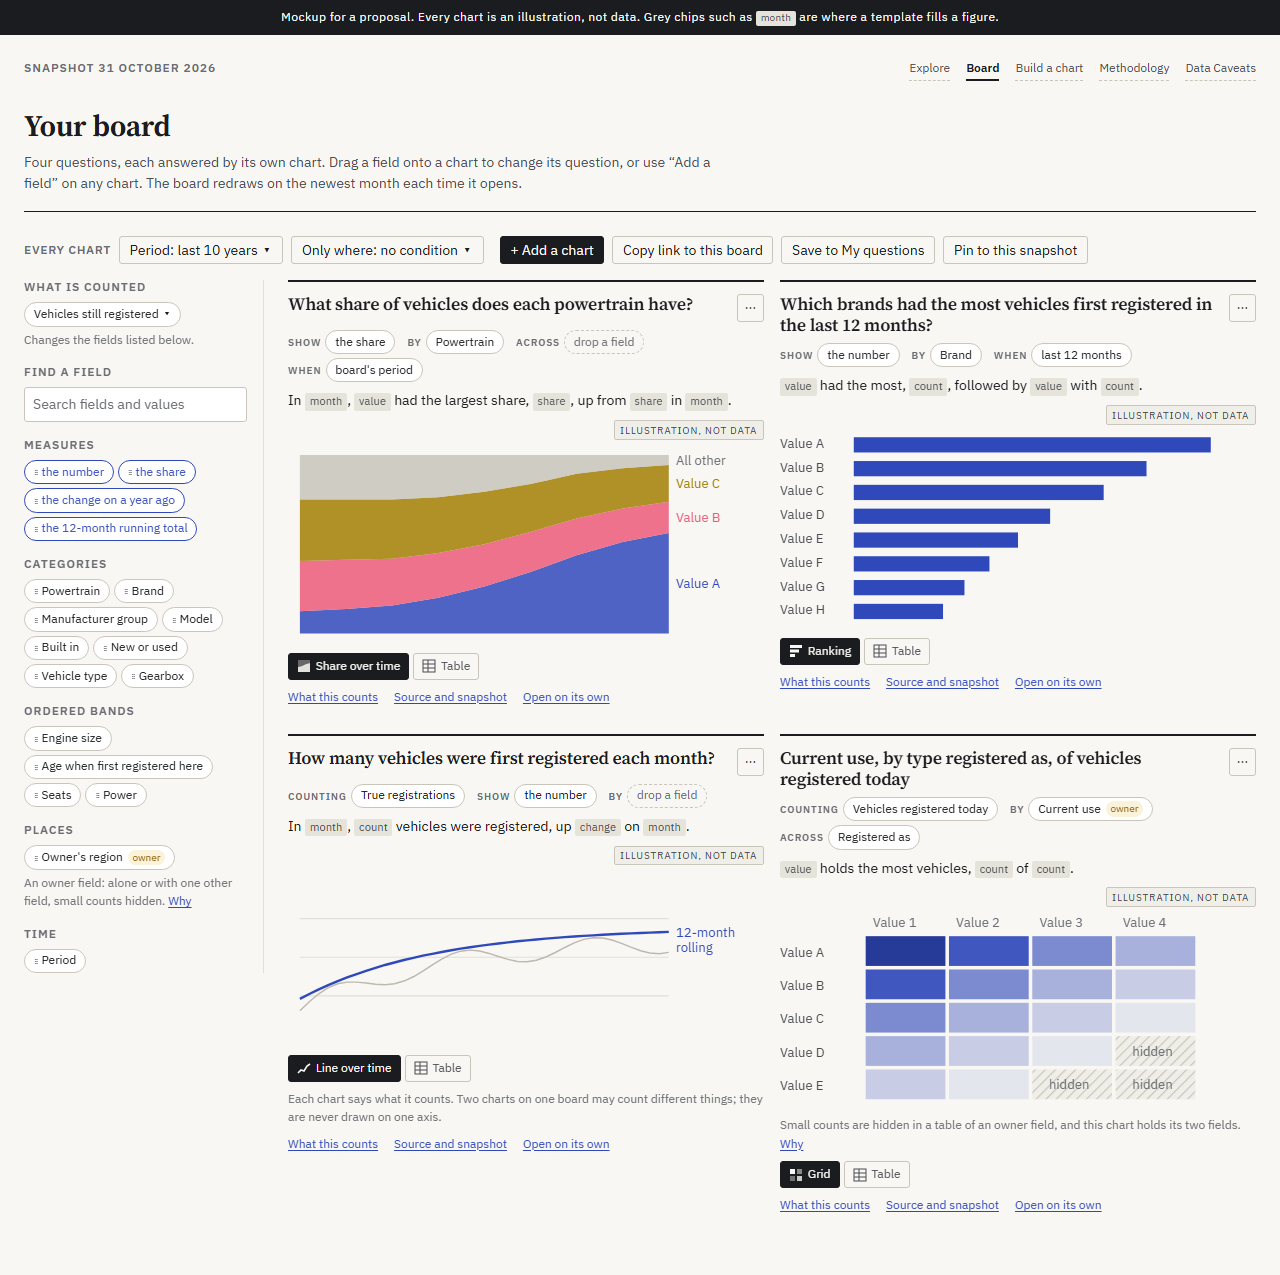 Mockup for a proposal. Every chart is an illustration, not data. Grey chips such as month are where a template fills a figure.
SNAPSHOT 31 OCTOBER 2026
Explore Board Build a chart Methodology Data Caveats
Your board
Four questions, each answered by its own chart. Drag a field onto a chart to change its question, or use “Add a
field” on any chart. The board redraws on the newest month each time it opens.
EVERY CHART Period: last 10 years ▾ Only where: no condition ▾ + Add a chart Copy link to this board Save to My questions Pin to this snapshot
WHAT IS COUNTED
Vehicles still registered ▾
Changes the fields listed below.
FIND A FIELD
Search fields and values
MEASURES
the number the share
the change on a year ago
the 12-month running total
CATEGORIES
Powertrain Brand
Manufacturer group Model
Built in New or used
Vehicle type Gearbox
ORDERED BANDS
Engine size
Age when first registered here
Seats Power
PLACES
Owner's region owner
An owner field: alone or with one other
field, small counts hidden. Why
TIME
Period
What share of vehicles does each powertrain have? ...
SHOW the share BY Powertrain ACROSS drop a field
WHEN board's period
In month, value had the largest share, share, up from share in month.
ILLUSTRATION, NOT DATA
All other
Value C
Value B
Value A
Share over time Table
What this counts Source and snapshot Open on its own
Which brands had the most vehicles first registered in ...
the last 12 months?
SHOW the number BY Brand WHEN last 12 months
value had the most, count, followed by value with count.
ILLUSTRATION, NOT DATA
Value A
Value B
Value C
Value D
Value E
Value F
Value G
Value H
Ranking Table
What this counts Source and snapshot Open on its own
How many vehicles were first registered each month? ...
COUNTING True registrations SHOW the number BY drop a field
In month, count vehicles were registered, up change on month.
ILLUSTRATION, NOT DATA
12-month
rolling
Line over time Table
Each chart says what it counts. Two charts on one board may count different things; they
are never drawn on one axis.
What this counts Source and snapshot Open on its own
Current use, by type registered as, of vehicles ...
registered today
COUNTING Vehicles registered today BY Current use owner
ACROSS Registered as
value holds the most vehicles, count of count.
ILLUSTRATION, NOT DATA
Value 1 Value 2 Value 3 Value 4
Value A
Value B
Value C
Value D hidden
Value E hidden hidden
Small counts are hidden in a table of an owner field, and this chart holds its two fields.
Why
Grid Table
What this counts Source and snapshot Open on its own